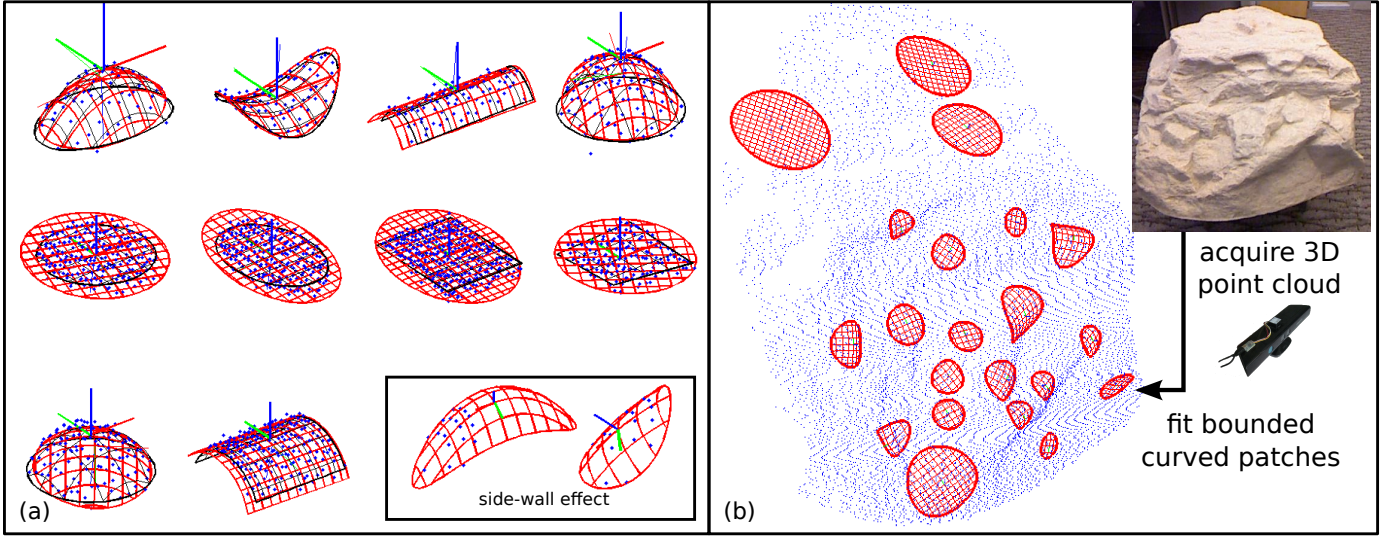 (a)
side-wall effect
(b)
acquire 3D
point cloud
fit bounded
curved patches